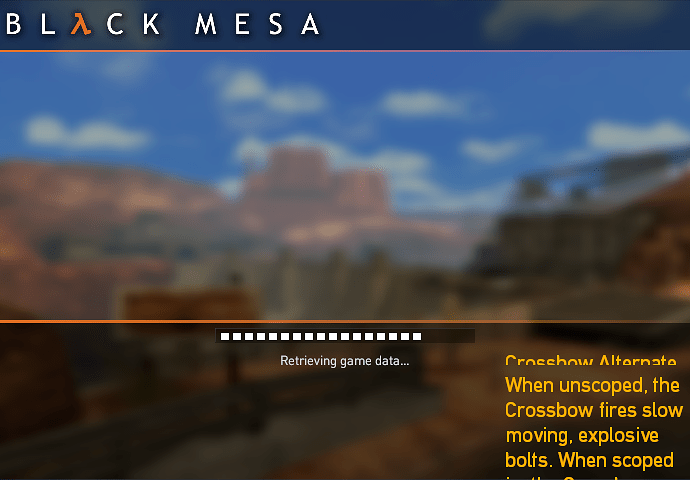 BLλCK MESA
Retrieving game data...
Crossbow Alternate
When unscoped, the
Crossbow fires slow
moving, explosive
bolts. When scoped